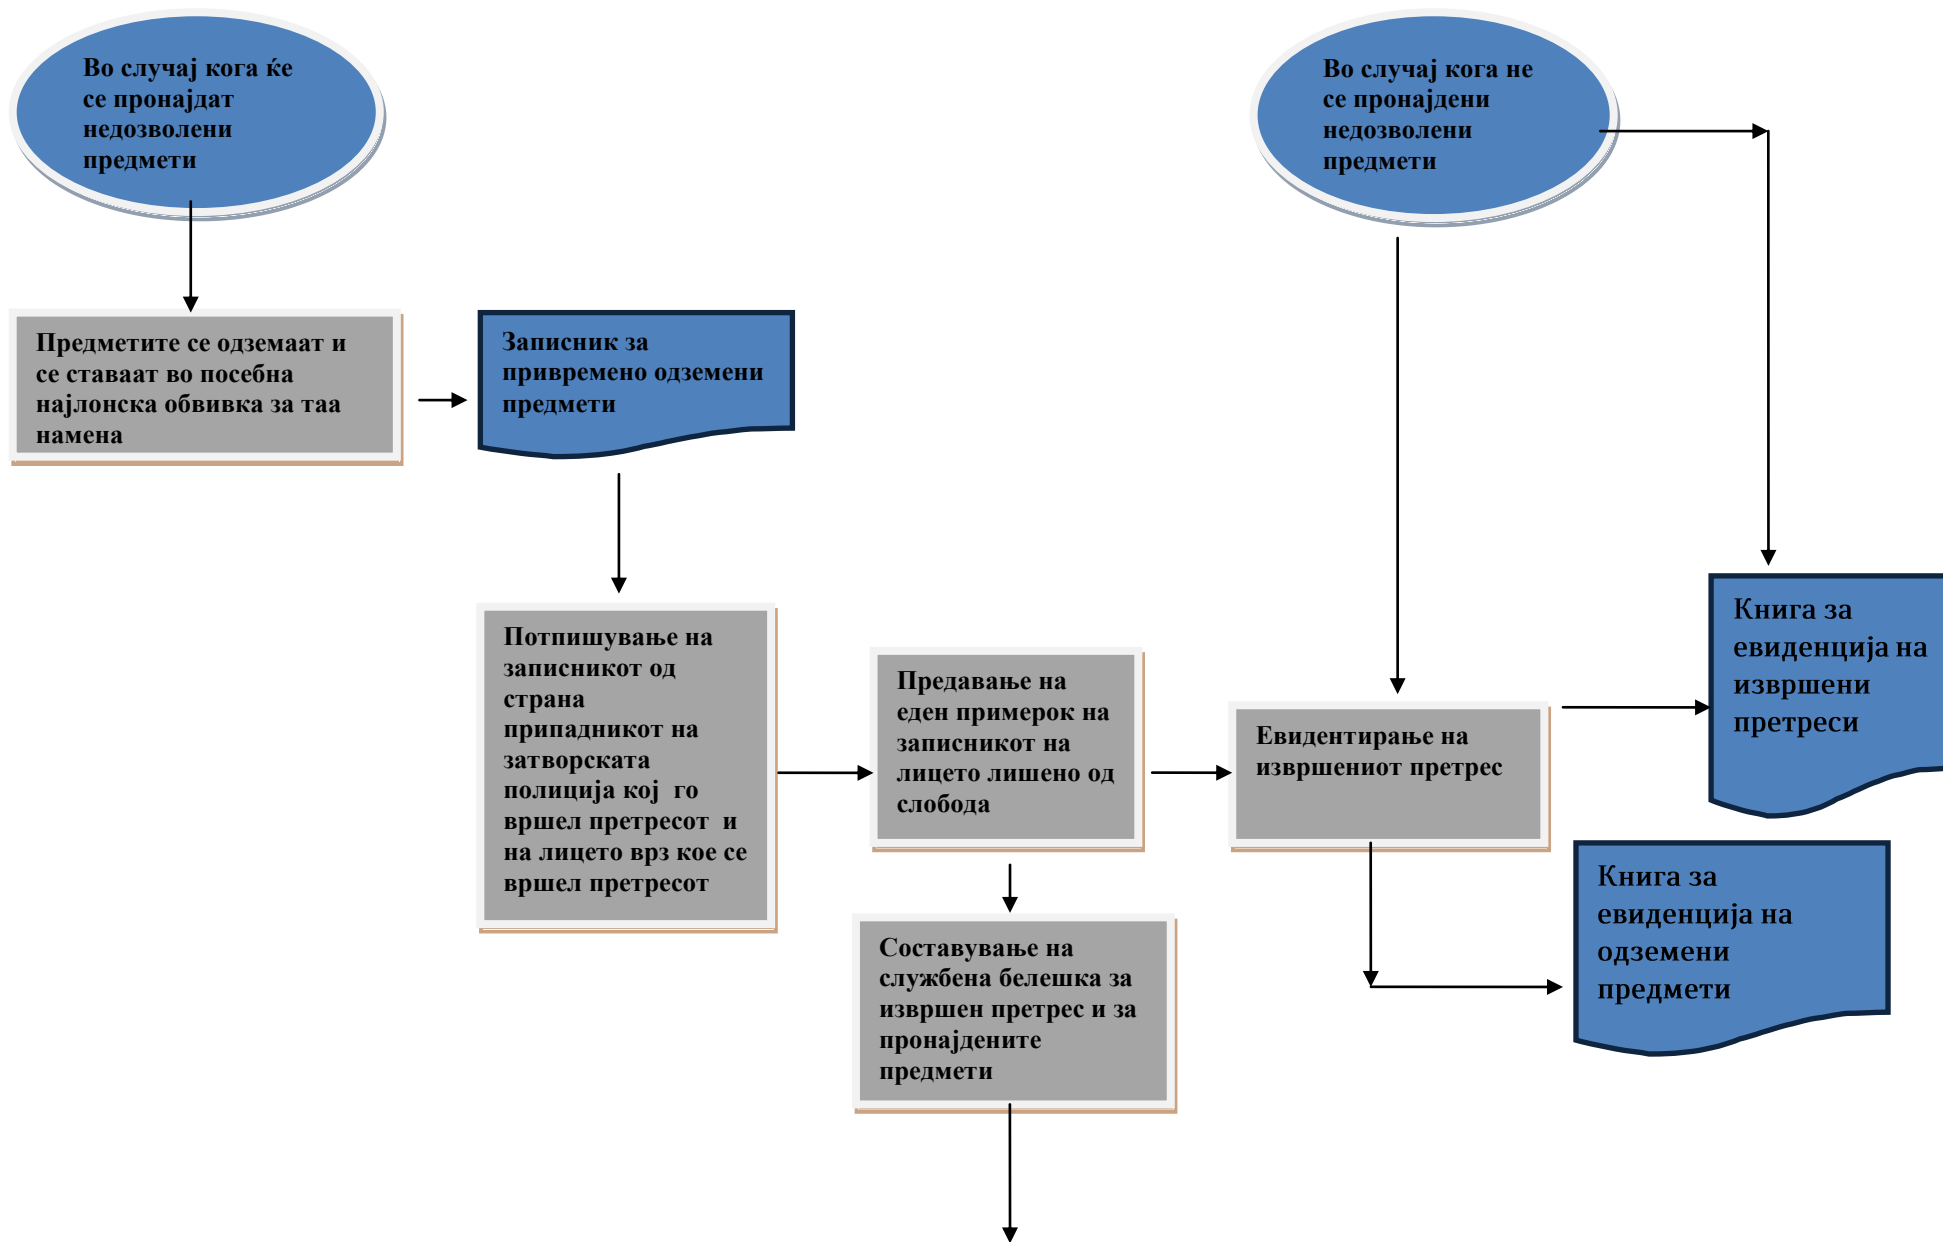 Во случај кога ќе
се пронајдат
недозволени
предмети
Во случај кога не
се пронајдени
недозволени
предмети
Предметите се одземаат и
се ставаат во посебна
најлонска обвивка за таа
намена
Записник за
привремено одземени
предмети
Потпишување на
записникот од
страна
припадникот на
затворската
полиција кој го
вршел претресот и
на лицето врз кое се
вршел претресот
Предавање на
еден примерок на
записникот на
лицето лишено од
слобода
Евидентирање на
извршениот претрес
Книга за
евиденција на
извршени
претреси
Книга за
евиденција на
одземени
предмети
Составување на
службена белешка за
извршен претрес и за
пронајдените
предмети